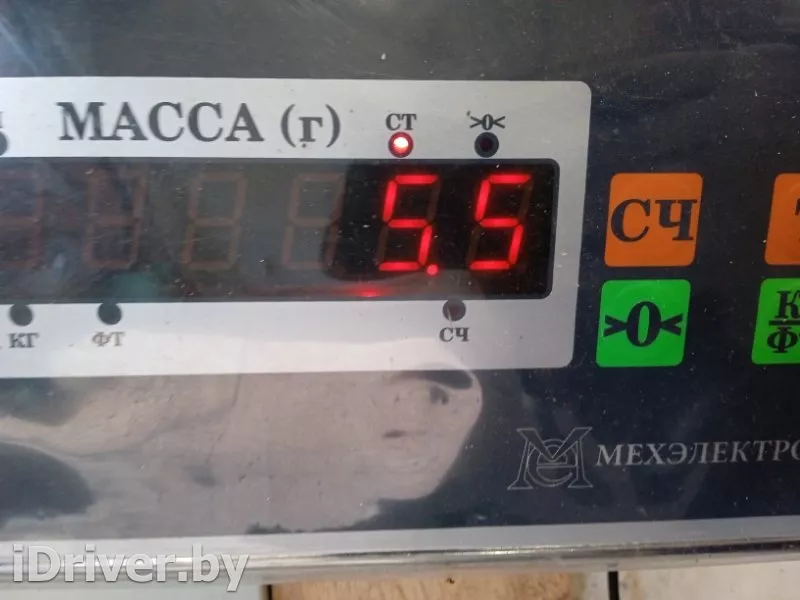 МАССА (г) СТ >0<
5.5
КГ ФТ СЧ
СЧ
>0<
МЕХЭЛЕКТРО
iDriver.by